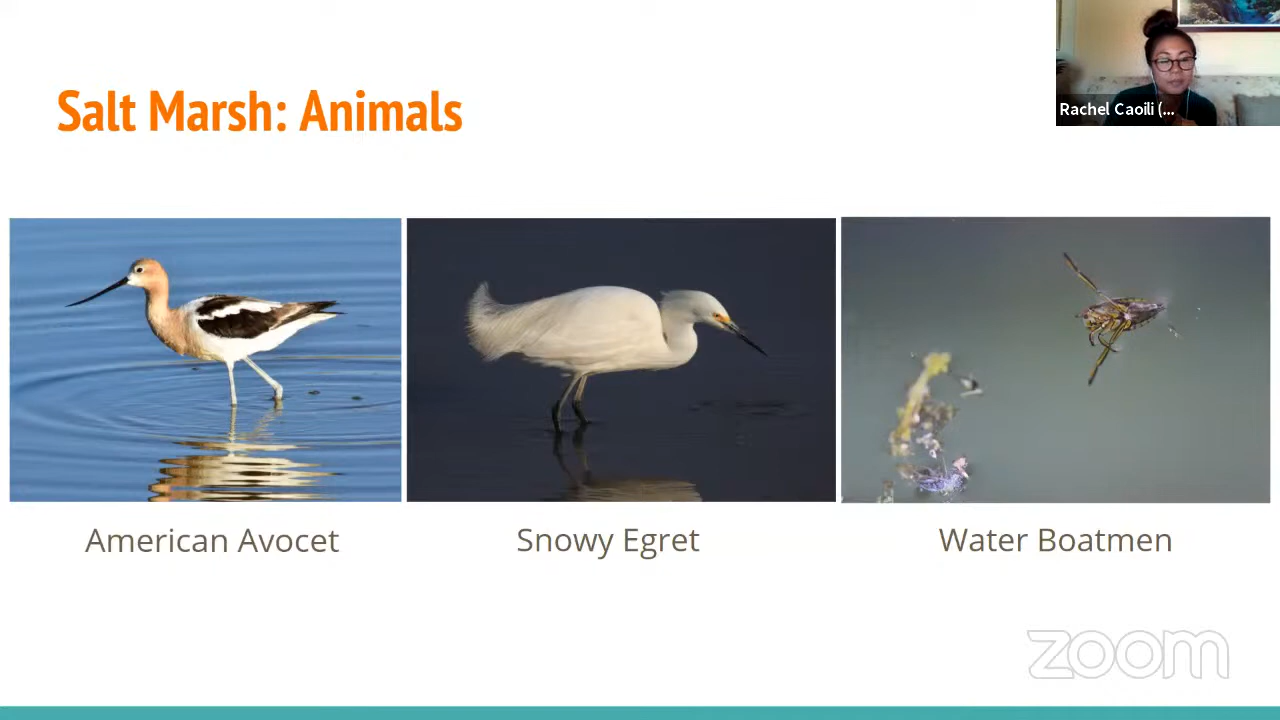 Salt Marsh: Animals
Rachel Caoili (...
American Avocet
Snowy Egret
Water Boatmen
zoom